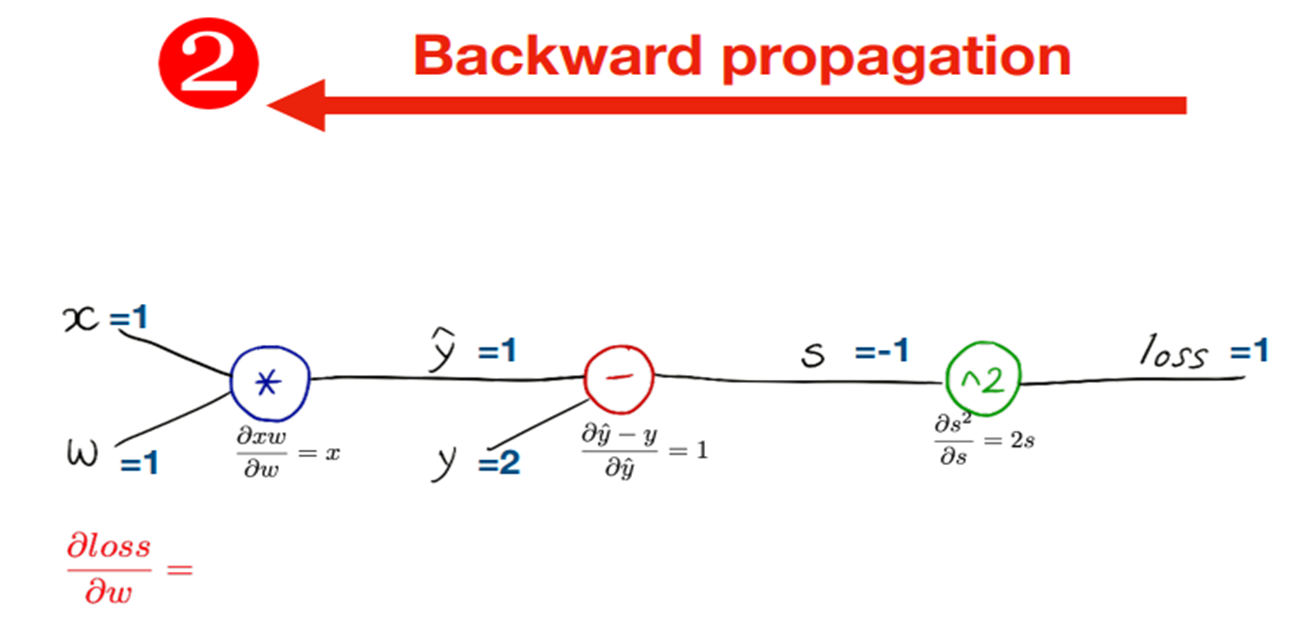 2 Backward propagation
x =1
ŷ =1
s =-1
loss =1
*
−
^2
w =1
∂xw/∂w = x
y =2
∂ŷ − y/∂ŷ = 1
∂s²/∂s = 2s
∂loss/∂w =